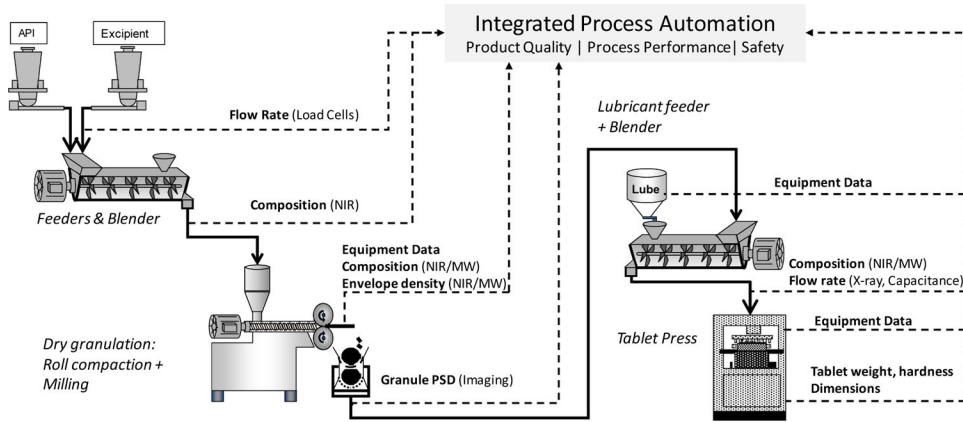 Integrated Process Automation
Product Quality | Process Performance| Safety
API
Excipient
Flow Rate (Load Cells)
Feeders & Blender
Composition (NIR)
Equipment Data
Composition (NIR/MW)
Envelope density (NIR/MW)
Dry granulation:
Roll compaction +
Milling
Granule PSD (Imaging)
Lubricant feeder
+ Blender
Lube
Equipment Data
Composition (NIR/MW)
Flow rate (X-ray, Capacitance)
Tablet Press
Equipment Data
Tablet weight, hardness
Dimensions